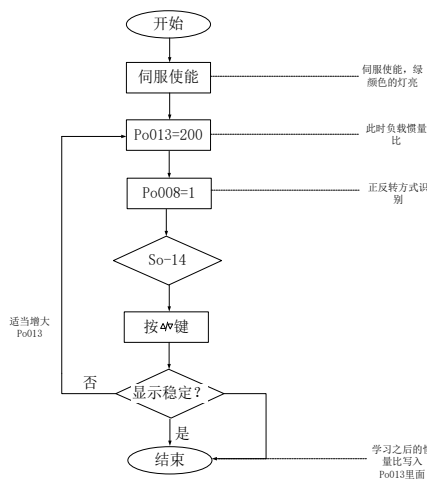 开始
伺服使能
伺服使能，绿
颜色的灯亮
Po013=200
此时负载惯量
比
Po008=1
正反转方式识
别
So-14
适当增大
Po013
按△/▽键
否
显示稳定？
是
结束
学习之后的惯
量比写入
Po013里面